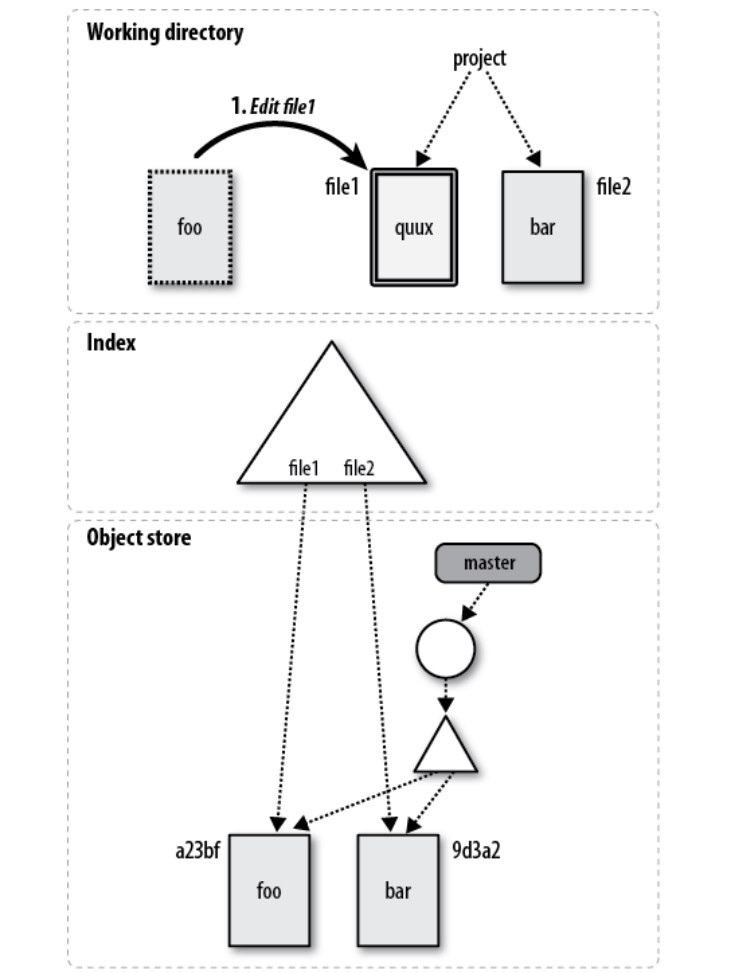 Working directory
project
1. Edit file1
file1
file2
foo
quux
bar
Index
file1 file2
Object store
master
a23bf
9d3a2
foo
bar